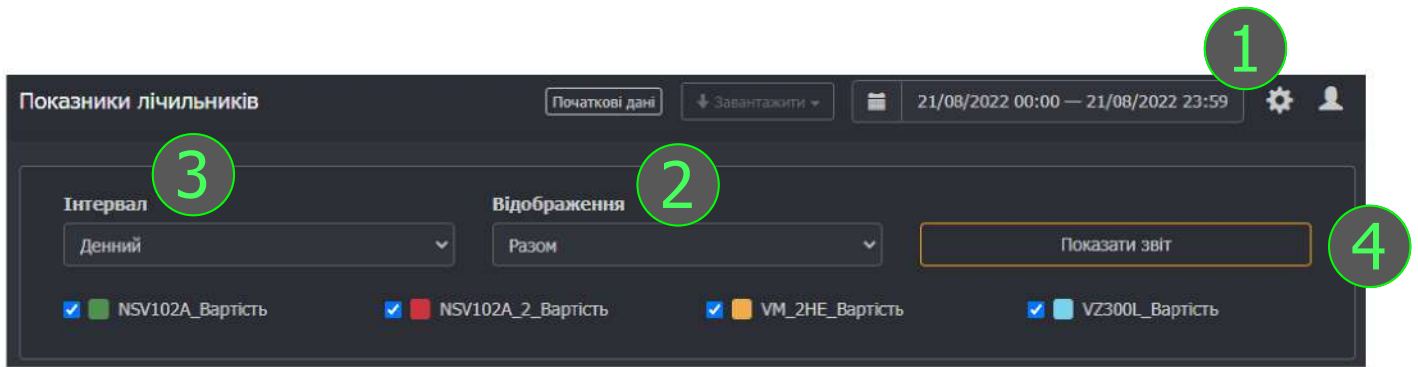 1
Показники лічильників
Початкові дані
Завантажити
21/08/2022 00:00 — 21/08/2022 23:59
3
2
Інтервал
Відображення
Денний
Разом
Показати звіт
4
NSV102A_Вартість
NSV102A_2_Вартість
VM_2HE_Вартість
VZ300L_Вартість